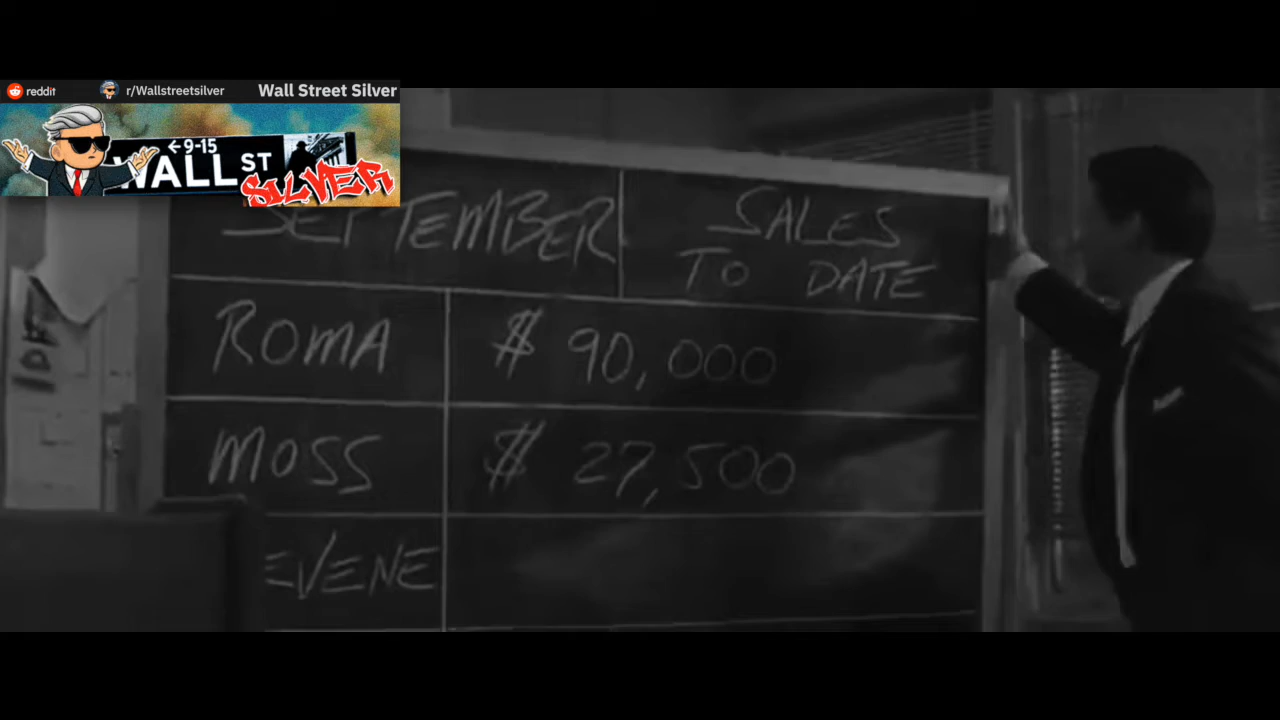 reddit r/Wallstreetsilver Wall Street Silver
←9-15
WALL ST
SILVER
SEPTEMBER
SALES
TO DATE
ROMA $ 90,000
MOSS $ 27,500
EVENE